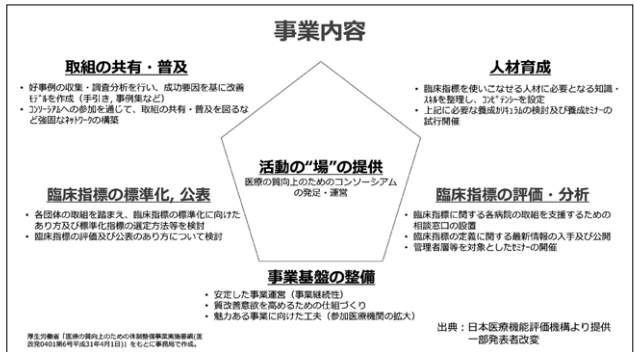 事業内容
取組の共有・普及
• 好事例の収集・調査分析を行い、成功要因を基に改善
ﾓﾃﾞﾙを作成（手引き, 事例集など）
• ｺﾝｿｰｼｱﾑへの参加を通じて、取組の共有・普及を図るな
ど強固なﾈｯﾄﾜｰｸの構築
人材育成
• 臨床指標を使いこなせる人材に必要となる知識・
ｽｷﾙを整理し、ｺﾝﾋﾟﾃﾝｼｰを設定
• 上記に必要な養成ｶﾘｷｭﾗﾑの検討及び養成ｾﾐﾅｰの
試行開催
活動の“場”の提供
医療の質向上のためのコンソーシアム
の発足・運営
臨床指標の標準化, 公表
• 各団体の取組を踏まえ、臨床指標の標準化に向けた
あり方及び標準化指標の選定方法等を検討
• 臨床指標の評価及び公表のあり方について検討
臨床指標の評価・分析
• 臨床指標に関する各病院の取組を支援するための
相談窓口の設置
• 臨床指標の定義に関する最新情報の入手及び公開
• 管理者層等を対象としたｾﾐﾅｰの開催
事業基盤の整備
• 安定した事業運営（事業継続性）
• 質改善意欲を高めるための仕組づくり
• 魅力ある事業に向けた工夫（参加医療機関の拡大）
厚生労働省「医療の質向上のための体制整備事業実施要綱(医
政発0401第6号平成31年4月1日)」をもとに事務局で作成。
出典：日本医療機能評価機構より提供
一部発表者改変